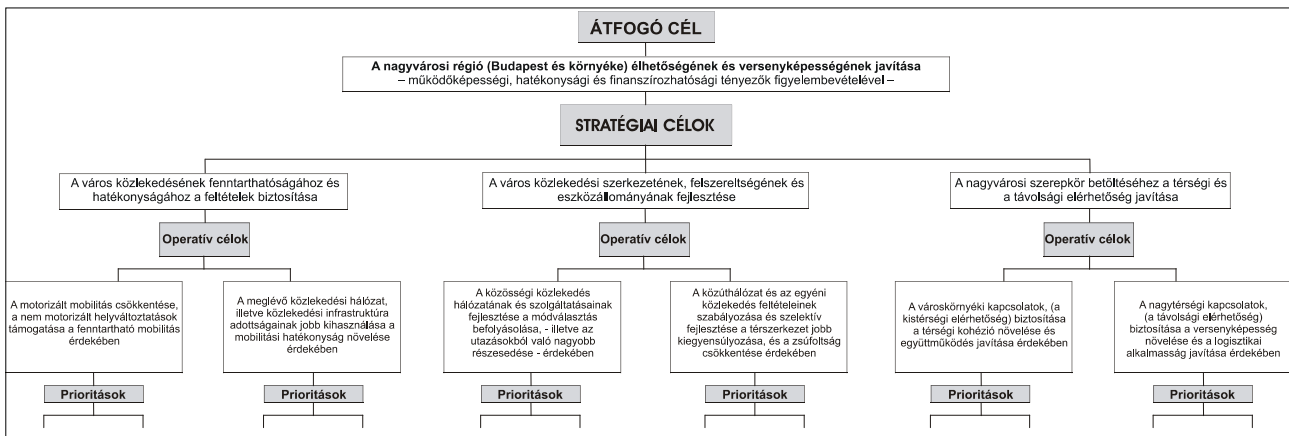 ÁTFOGÓ CÉL
A nagyvárosi régió (Budapest és környéke) élhetőségének és versenyképességének javítása
– működőképességi, hatékonysági és finanszírozhatósági tényezők figyelembevételével –
STRATÉGIAI CÉLOK
A város közlekedésének fenntarthatóságához és
hatékonyságához a feltételek biztosítása
A város közlekedési szerkezetének, felszereltségének és
eszközállományának fejlesztése
A nagyvárosi szerepkör betöltéséhez a térségi és
a távolsági elérhetőség javítása
Operatív célok
Operatív célok
Operatív célok
A motorizált mobilitás csökkentése,
a nem motorizált helyváltoztatások
támogatása a fenntartható mobilitás
érdekében
A meglévő közlekedési hálózat,
illetve közlekedési infrastruktúra
adottságainak jobb kihasználása a
mobilitási hatékonyság növelése
érdekében
A közösségi közlekedés
hálózatának és szolgáltatásainak
fejlesztése a módválasztás
befolyásolása, - illetve az
utazásokból való nagyobb
részesedése - érdekében
A közúthálózat és az egyéni
közlekedés feltételeinek
szabályozása és szelektív
fejlesztése a térszerkezet jobb
kiegyensúlyozása, és a zsúfoltság
csökkentése érdekében
A városkörnyéki kapcsolatok, (a
kistérségi elérhetőség) biztosítása
a térségi kohézió növelése és
együttműködés javítása érdekében
A nagytérségi kapcsolatok,
(a távolsági elérhetőség)
biztosítása a versenyképesség
növelése és a logisztikai
alkalmasság javítása érdekében
Prioritások
Prioritások
Prioritások
Prioritások
Prioritások
Prioritások